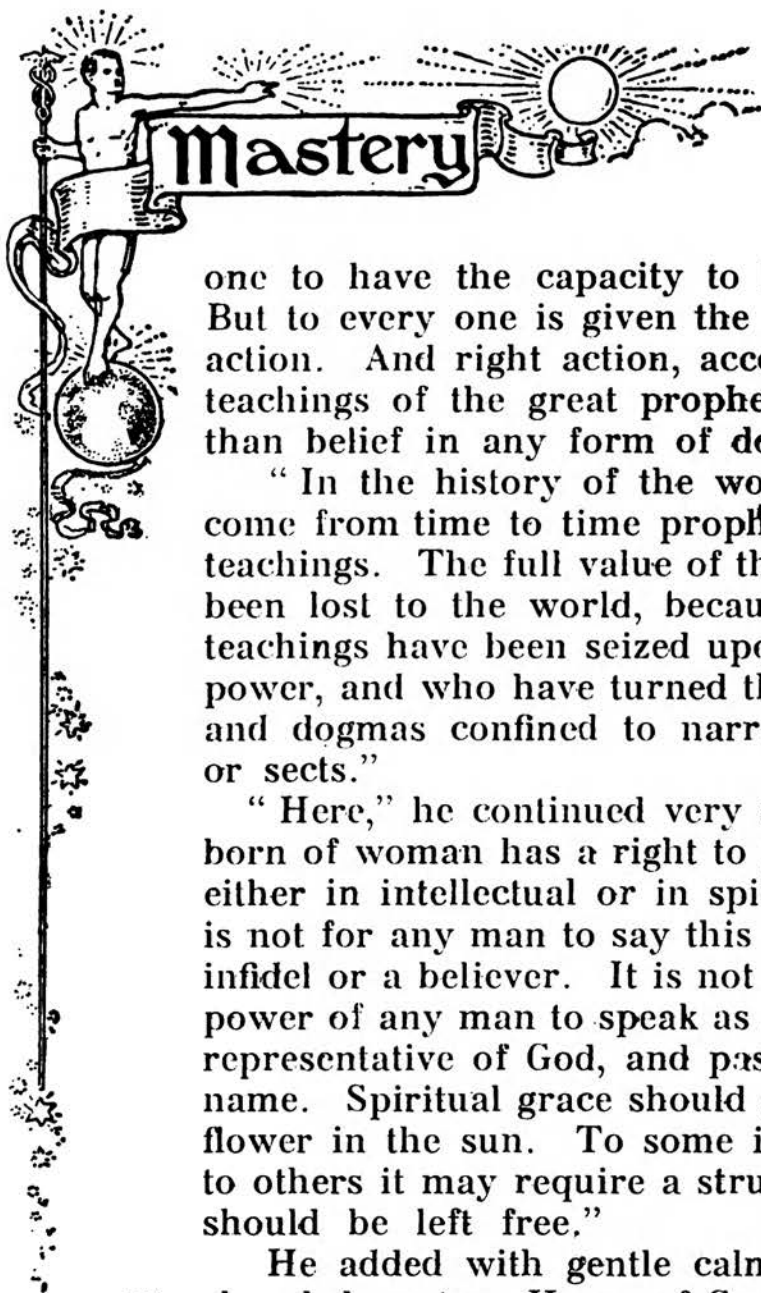 Mastery
one to have the capacity to
But to every one is given the
action. And right action, acco
teachings of the great prophe
than belief in any form of do
“ In the history of the wo
come from time to time proph
teachings. The full value of th
been lost to the world, becau
teachings have been seized upo
power, and who have turned th
and dogmas confined to narr
or sects.”
“ Here,” he continued very
born of woman has a right to
either in intellectual or in spi
is not for any man to say this
infidel or a believer. It is not
power of any man to speak as
representative of God, and pas
name. Spiritual grace should
flower in the sun. To some i
to others it may require a stru
should be left free.”
He added with gentle calm